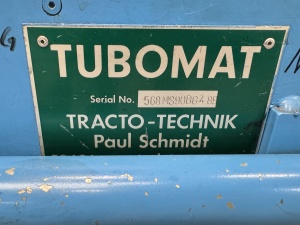 TUBOMAT
Serial No.
TRACTO-TECHNIK
Paul Schmidt